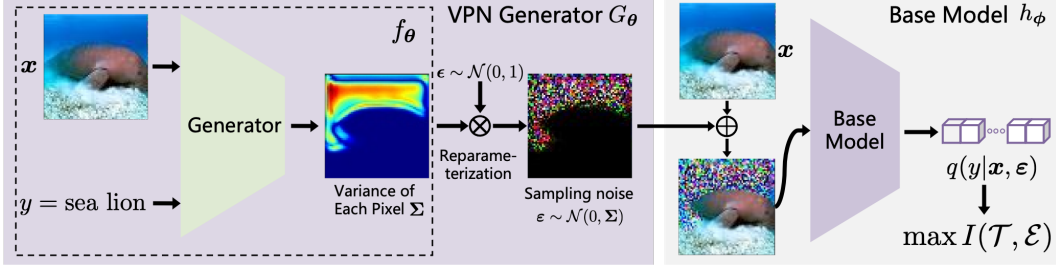 VPN Generator G_θ
f_θ
x
y = sea lion
Generator
Variance of
Each Pixel Σ
ϵ ∼ N(0, 1)
⊗
Reparame-
terization
Sampling noise
ε ∼ N(0, Σ)
Base Model h_ϕ
x
⊕
Base
Model
···
q(y|x, ε)
max I(T, E)